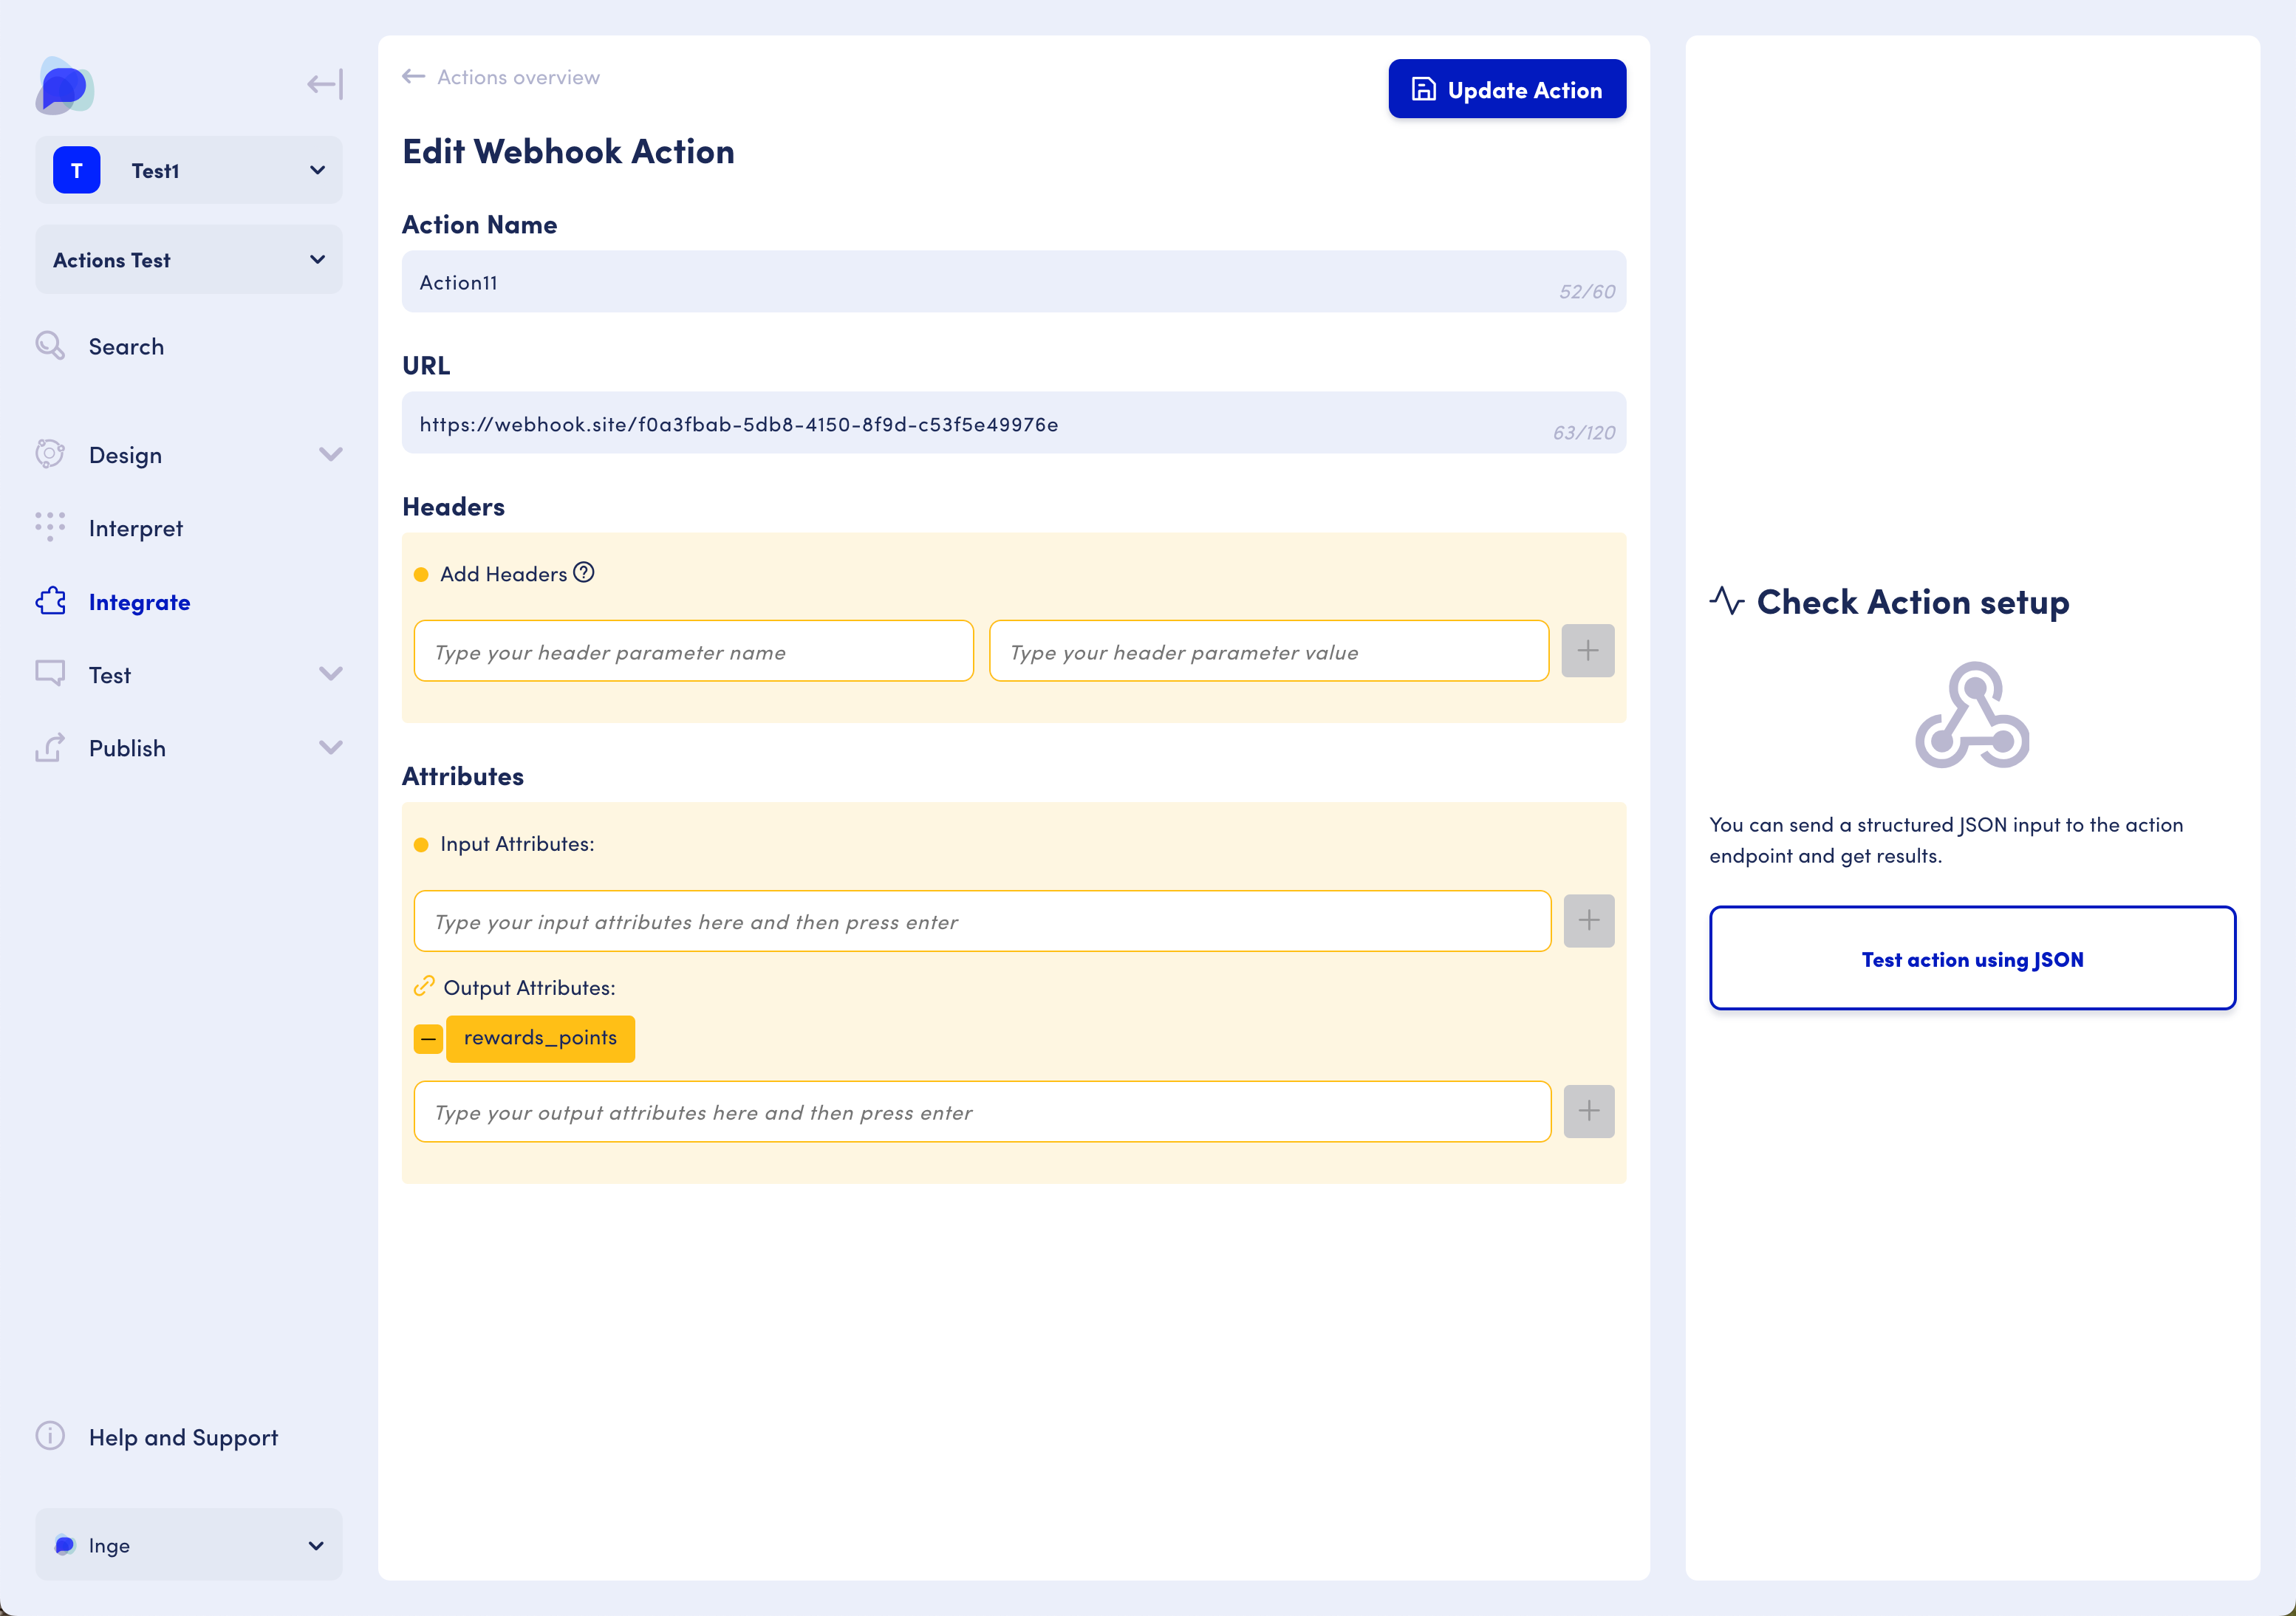 T
Test1
Actions Test
Search
Design
Interpret
Integrate
Test
Publish
Help and Support
Inge
Actions overview
Update Action
Edit Webhook Action
Action Name
Action11
52/60
URL
https://webhook.site/f0a3fbab-5db8-4150-8f9d-c53f5e49976e
63/120
Headers
Add Headers ?
Type your header parameter name
Type your header parameter value
Attributes
Input Attributes:
Type your input attributes here and then press enter
Output Attributes:
rewards_points
Type your output attributes here and then press enter
Check Action setup
You can send a structured JSON input to the action
endpoint and get results.
Test action using JSON